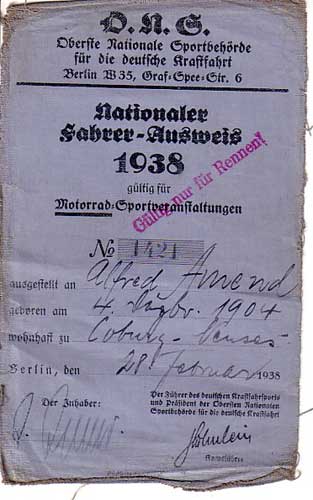 O.N.S.
Oberste Nationale Sportbehörde
für die deutsche Kraftfahrt
Berlin W35, Graf-Spee-Str. 6
Nationaler
Fahrer-Ausweis
1938
Gültig nur für Rennen!
gültig für
Motorrad-Sportveranstaltungen
No 1421
ausgestellt an Alfred Amend
geboren am 4. 1904
wohnhaft zu Coburg-Neuses
Berlin, den 28. Februar 1938
Der Inhaber:
Der Führer des deutschen Kraftfahrsports
und Präsident der Obersten Nationalen
Sportbehörde für die deutsche Kraftfahrt